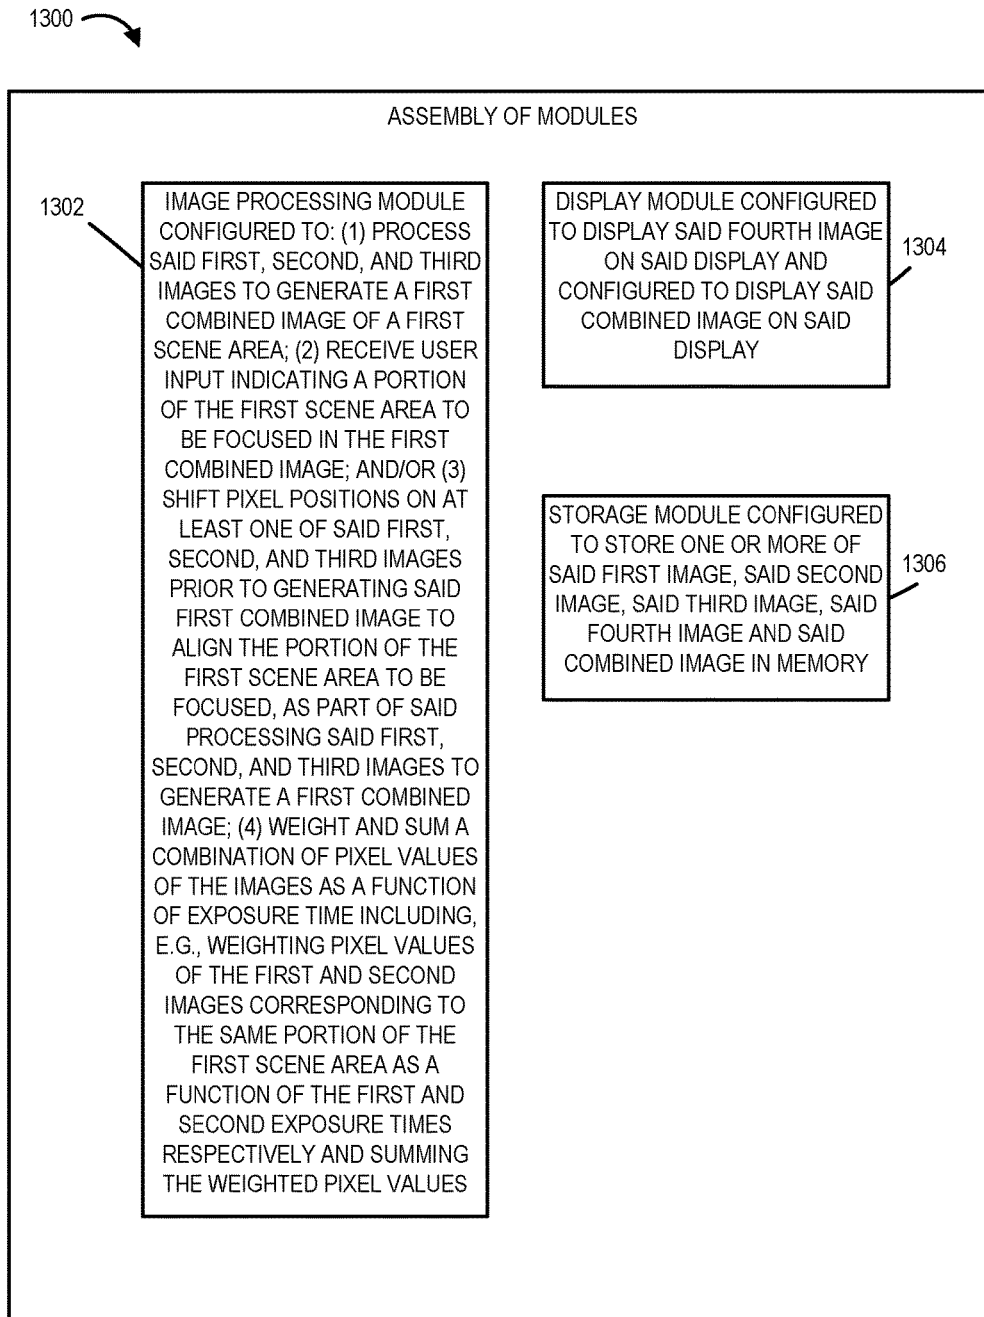 1300
ASSEMBLY OF MODULES
1302
IMAGE PROCESSING MODULE
CONFIGURED TO: (1) PROCESS
SAID FIRST, SECOND, AND THIRD
IMAGES TO GENERATE A FIRST
COMBINED IMAGE OF A FIRST
SCENE AREA; (2) RECEIVE USER
INPUT INDICATING A PORTION
OF THE FIRST SCENE AREA TO
BE FOCUSED IN THE FIRST
COMBINED IMAGE; AND/OR (3)
SHIFT PIXEL POSITIONS ON AT
LEAST ONE OF SAID FIRST,
SECOND, AND THIRD IMAGES
PRIOR TO GENERATING SAID
FIRST COMBINED IMAGE TO
ALIGN THE PORTION OF THE
FIRST SCENE AREA TO BE
FOCUSED, AS PART OF SAID
PROCESSING SAID FIRST,
SECOND, AND THIRD IMAGES TO
GENERATE A FIRST COMBINED
IMAGE; (4) WEIGHT AND SUM A
COMBINATION OF PIXEL VALUES
OF THE IMAGES AS A FUNCTION
OF EXPOSURE TIME INCLUDING,
E.G., WEIGHTING PIXEL VALUES
OF THE FIRST AND SECOND
IMAGES CORRESPONDING TO
THE SAME PORTION OF THE
FIRST SCENE AREA AS A
FUNCTION OF THE FIRST AND
SECOND EXPOSURE TIMES
RESPECTIVELY AND SUMMING
THE WEIGHTED PIXEL VALUES
DISPLAY MODULE CONFIGURED
TO DISPLAY SAID FOURTH IMAGE
ON SAID DISPLAY AND
CONFIGURED TO DISPLAY SAID
COMBINED IMAGE ON SAID
DISPLAY
1304
STORAGE MODULE CONFIGURED
TO STORE ONE OR MORE OF
SAID FIRST IMAGE, SAID SECOND
IMAGE, SAID THIRD IMAGE, SAID
FOURTH IMAGE AND SAID
COMBINED IMAGE IN MEMORY
1306